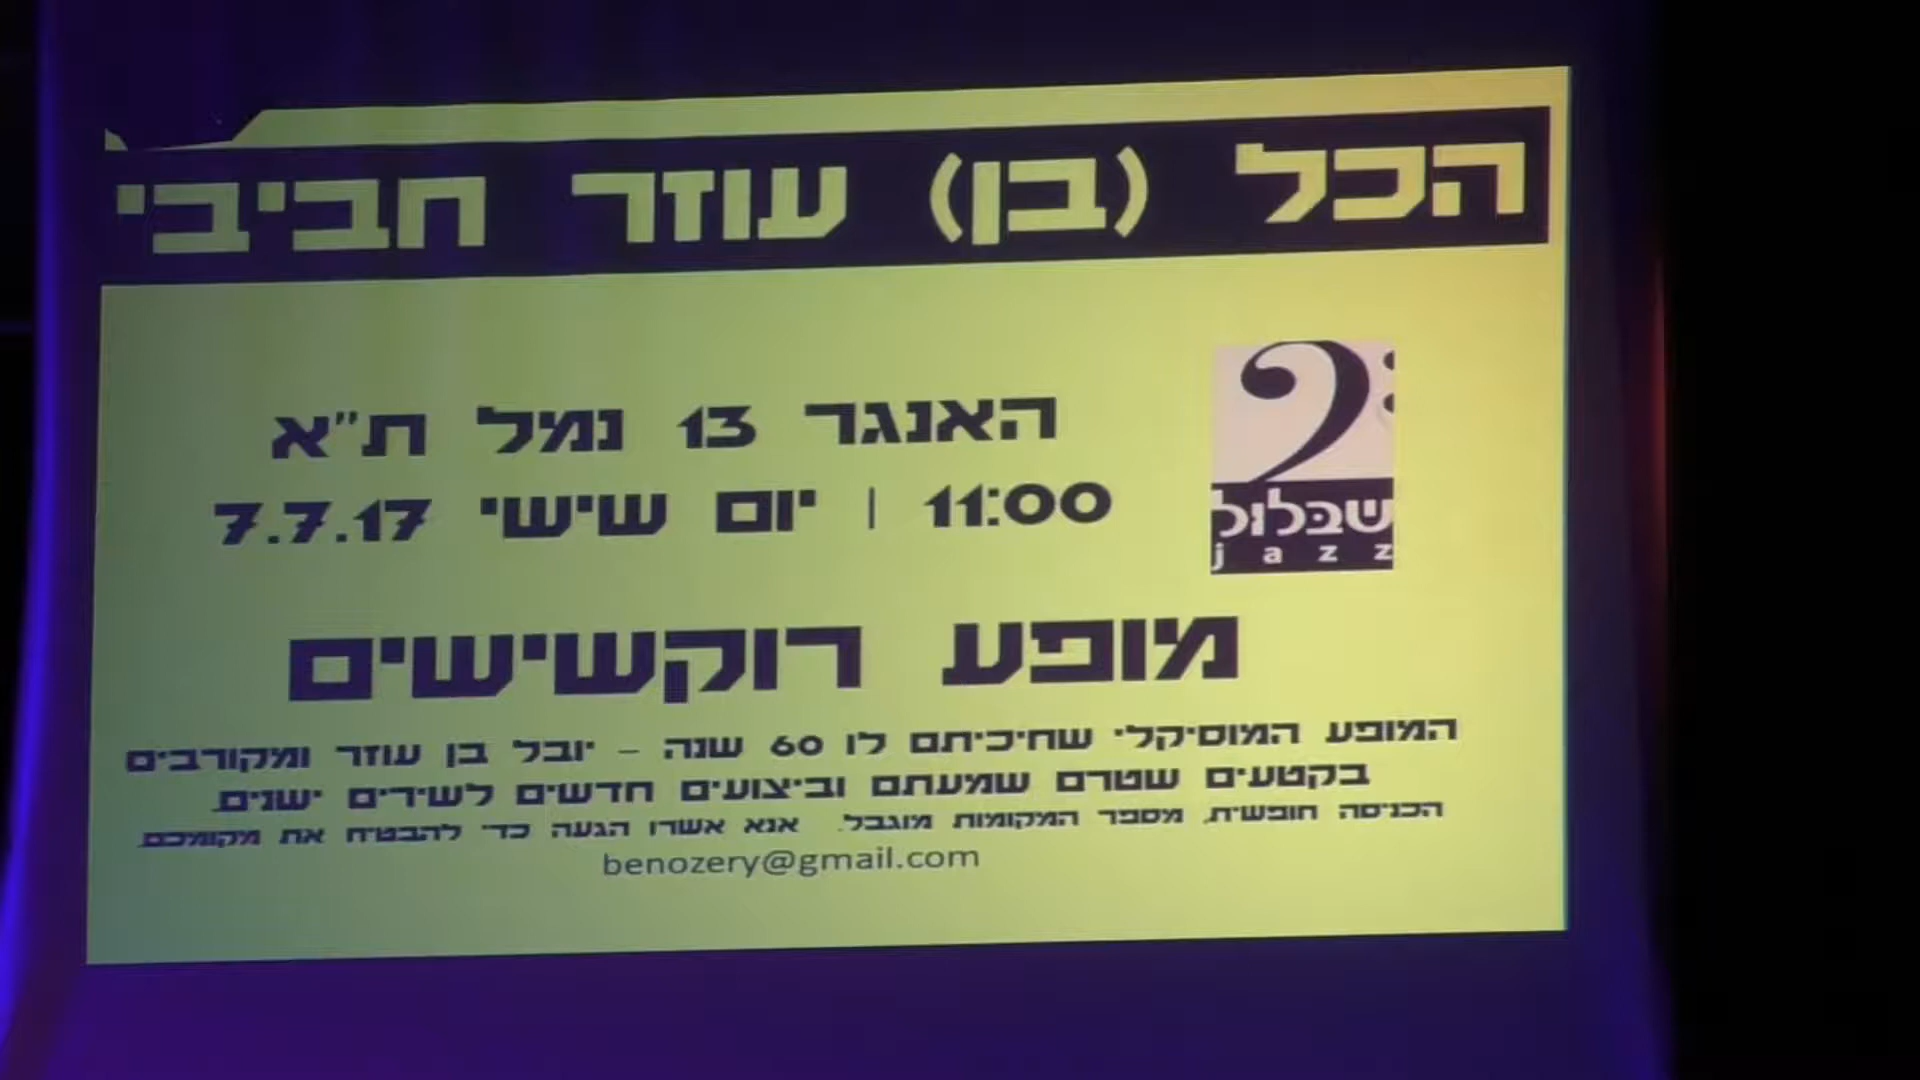 הכל (בן) עוזר חביבי
האנגר 13 נמל ת"א
11:00 | יום שישי 7.7.17
שבלול
jazz
מופע רוקשישים
המופע המוסיקלי שחיכיתם לו 60 שנה – יובל בן עוזר ומקורבים
בקטעים שטרם שמעתם וביצועים חדשים לשירים ישנים.
הכניסה חופשית, מספר המקומות מוגבל. אנא אשרו הגעה כדי להבטיח את מקומכם.
benozery@gmail.com